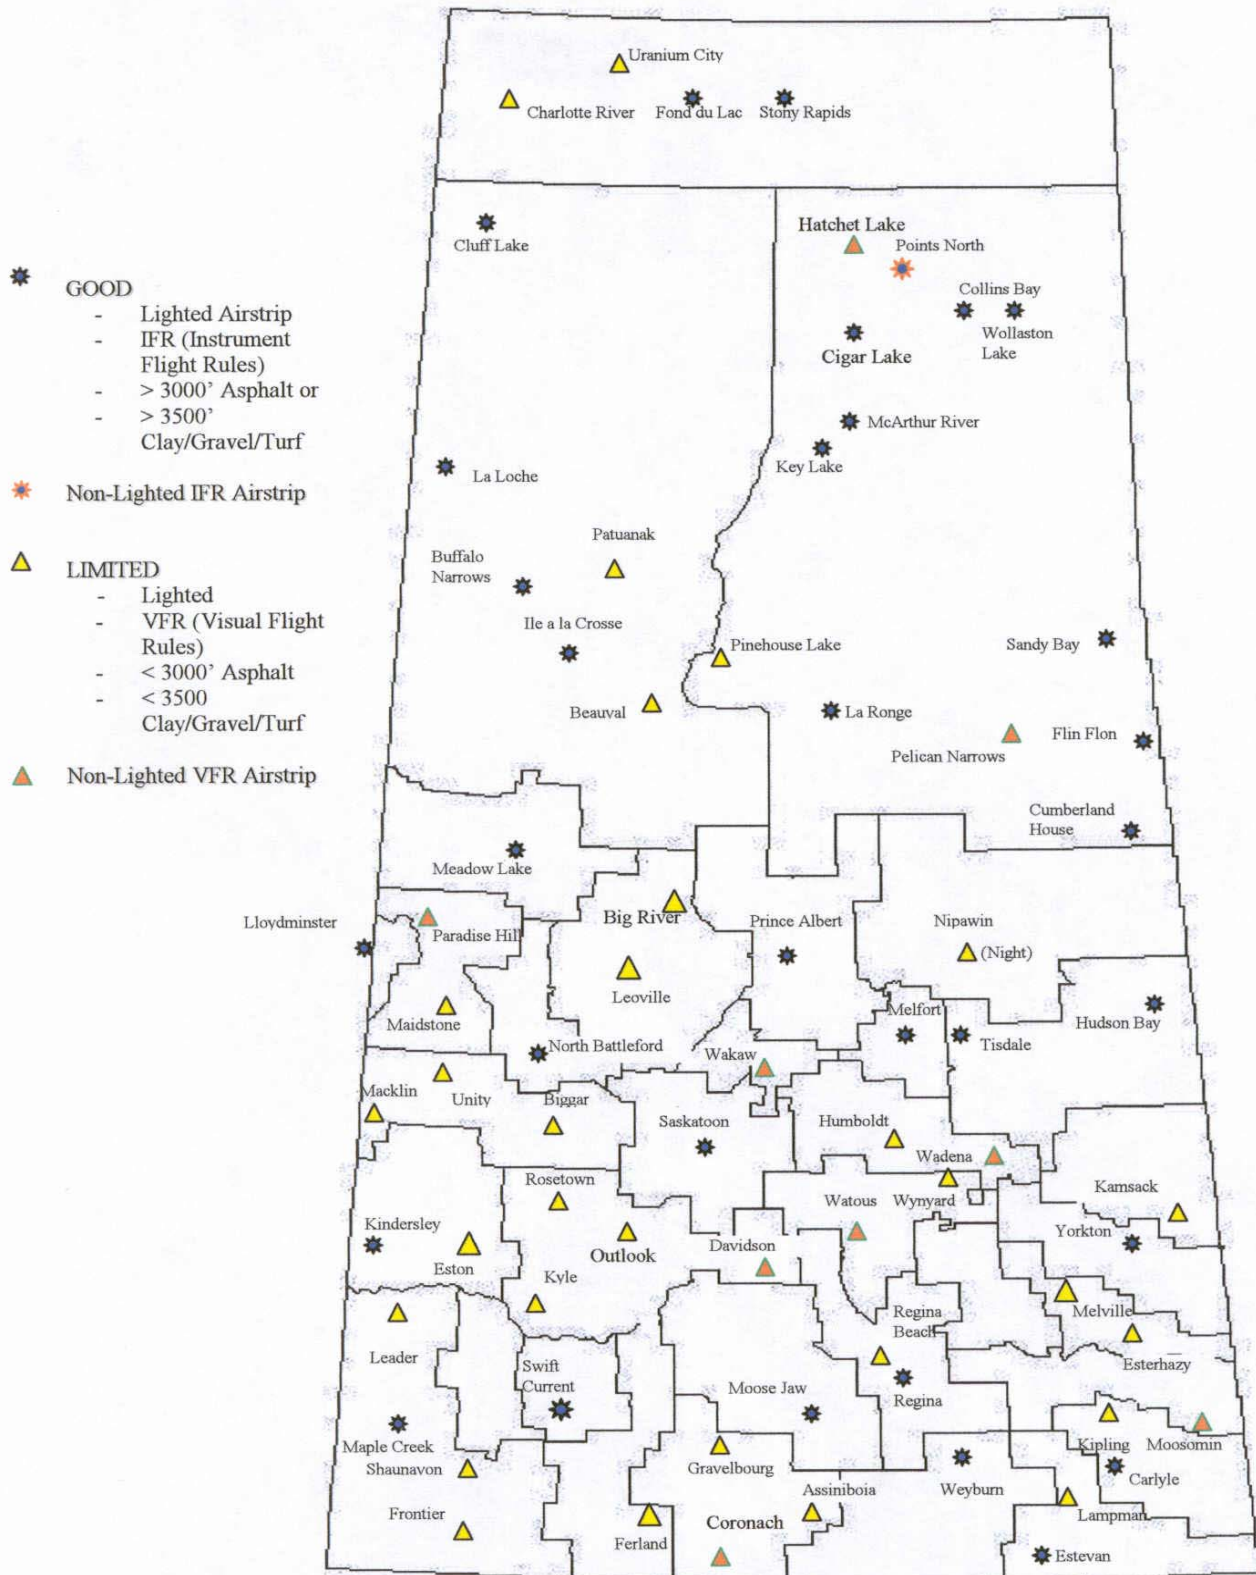 Uranium City
Charlotte River
Fond du Lac
Stony Rapids
Cluff Lake
Hatchet Lake
Points North
Collins Bay
Wollaston
Lake
Cigar Lake
McArthur River
Key Lake
GOOD
- Lighted Airstrip
- IFR (Instrument
Flight Rules)
- > 3000' Asphalt or
- > 3500'
Clay/Gravel/Turf
Non-Lighted IFR Airstrip
LIMITED
- Lighted
- VFR (Visual Flight
Rules)
- < 3000' Asphalt
- < 3500
Clay/Gravel/Turf
Non-Lighted VFR Airstrip
La Loche
Patuanak
Buffalo
Narrows
Ile a la Crosse
Pinehouse Lake
Sandy Bay
Beauval
La Ronge
Pelican Narrows
Flin Flon
Cumberland
House
Meadow Lake
Lloydminster
Paradise Hill
Big River
Prince Albert
Nipawin
(Night)
Leoville
Maidstone
Melfort
Hudson Bay
North Battleford
Wakaw
Tisdale
Macklin
Unity
Biggar
Saskatoon
Humboldt
Wadena
Rosetown
Watous
Wynyard
Kamsack
Kindersley
Eston
Outlook
Davidson
Yorkton
Kyle
Regina
Beach
Melville
Leader
Esterhazy
Swift
Current
Moose Jaw
Regina
Maple Creek
Shaunavon
Gravelbourg
Kipling
Moosomin
Carlyle
Assiniboia
Weyburn
Lampman
Frontier
Ferland
Coronach
Estevan